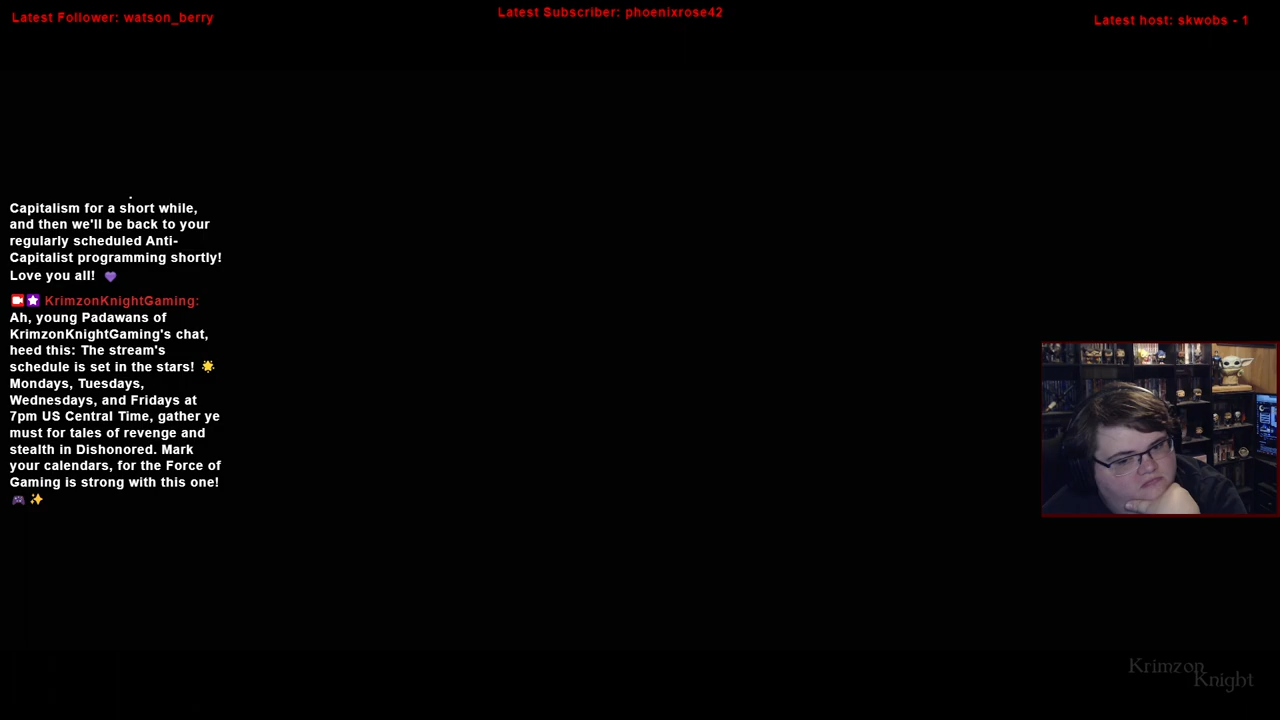 Latest Follower: watson_berry
Latest Subscriber: phoenixrose42
Latest host: skwobs - 1
Capitalism for a short while,
and then we'll be back to your
regularly scheduled Anti-
Capitalist programming shortly!
Love you all! 💜
KrimzonKnightGaming:
Ah, young Padawans of
KrimzonKnightGaming's chat,
heed this: The stream's
schedule is set in the stars! 🌟
Mondays, Tuesdays,
Wednesdays, and Fridays at
7pm US Central Time, gather ye
must for tales of revenge and
stealth in Dishonored. Mark
your calendars, for the Force of
Gaming is strong with this one!
🎮 ✨
Krimzon
Knight